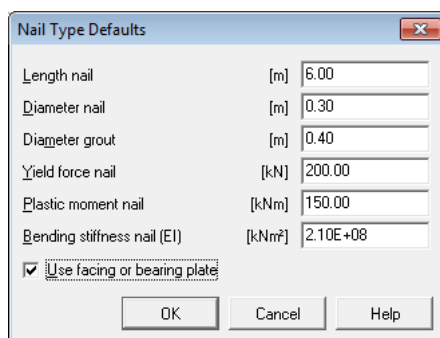 Nail Type Defaults
Length nail [m] 6.00
Diameter nail [m] 0.30
Diameter grout [m] 0.40
Yield force nail [kN] 200.00
Plastic moment nail [kNm] 150.00
Bending stiffness nail (EI) [kNm²] 2.10E+08
Use facing or bearing plate
OK Cancel Help